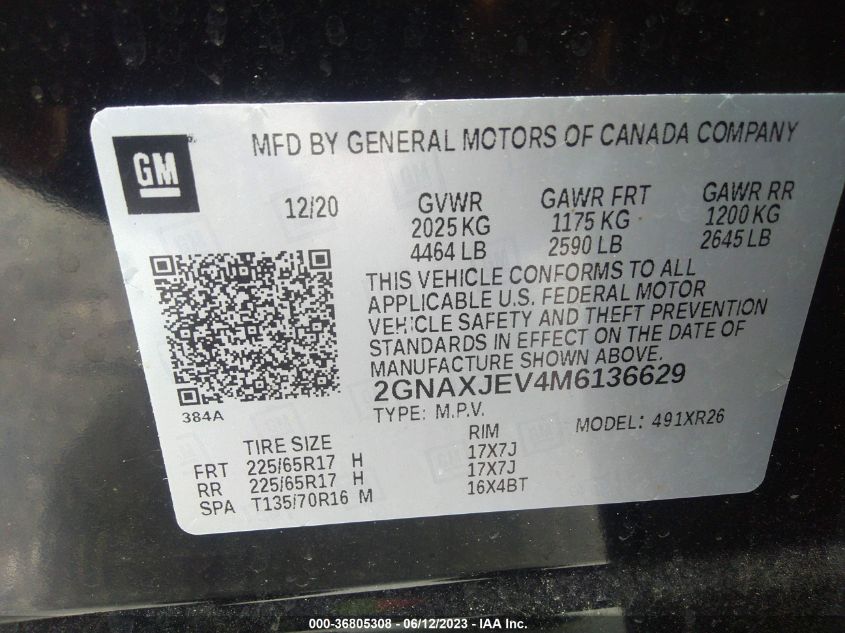 GM
MFD BY GENERAL MOTORS OF CANADA COMPANY
12/20 GVWR GAWR FRT GAWR RR
2025 KG 1175 KG 1200 KG
4464 LB 2590 LB 2645 LB
THIS VEHICLE CONFORMS TO ALL
APPLICABLE U.S. FEDERAL MOTOR
VEHICLE SAFETY AND THEFT PREVENTION
STANDARDS IN EFFECT ON THE DATE OF
MANUFACTURE SHOWN ABOVE.
2GNAXJEV4M6136629
384A
TYPE: M.P.V. MODEL: 491XR26
TIRE SIZE RIM
FRT 225/65R17 H 17X7J
RR 225/65R17 H 17X7J
SPA T135/70R16 M 16X4BT
000-36805308 - 06/12/2023 - © IAA Inc.